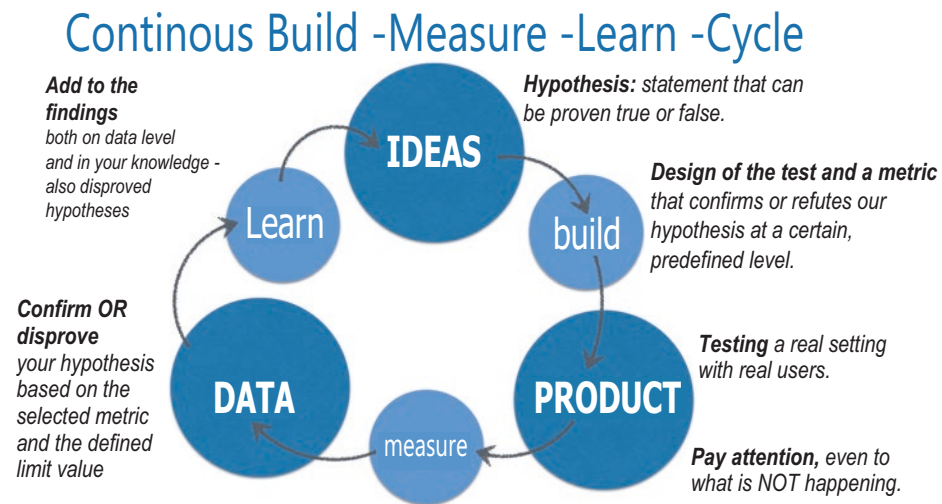 Continous Build -Measure -Learn -Cycle
Add to the
findings
both on data level
and in your knowledge -
also disproved
hypotheses
Hypothesis: statement that can
be proven true or false.
IDEAS
Learn
build
Design of the test and a metric
that confirms or refutes our
hypothesis at a certain,
predefined level.
Confirm OR
disprove
your hypothesis
based on the
selected metric
and the defined
limit value
DATA
PRODUCT
Testing a real setting
with real users.
measure
Pay attention, even to
what is NOT happening.